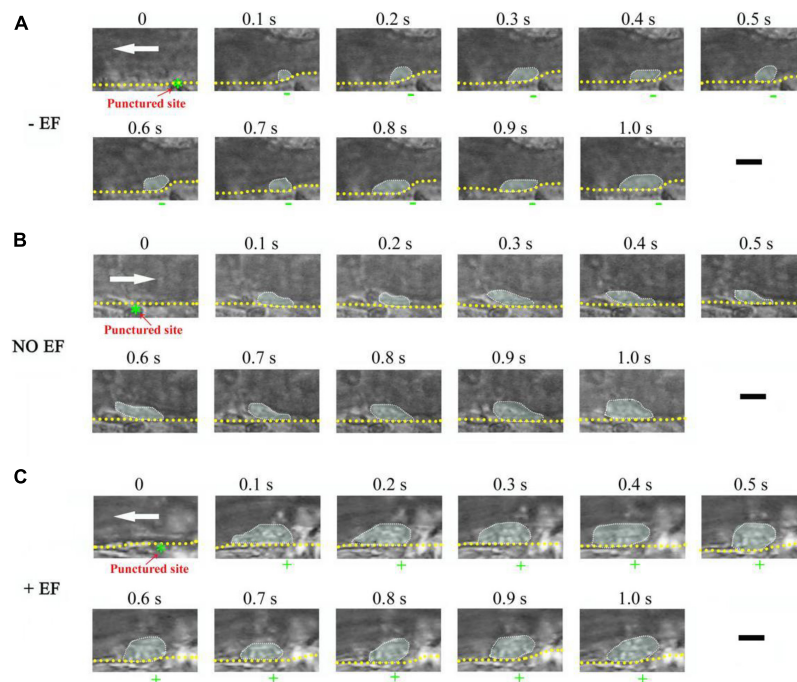 A
0 0.1 s 0.2 s 0.3 s 0.4 s 0.5 s
Punctured site
- - - - -
- EF
0.6 s 0.7 s 0.8 s 0.9 s 1.0 s
- - - - -
B
0 0.1 s 0.2 s 0.3 s 0.4 s 0.5 s
Punctured site
NO EF
0.6 s 0.7 s 0.8 s 0.9 s 1.0 s
C
0 0.1 s 0.2 s 0.3 s 0.4 s 0.5 s
Punctured site
+ + + + +
+ EF
0.6 s 0.7 s 0.8 s 0.9 s 1.0 s
+ + + + +